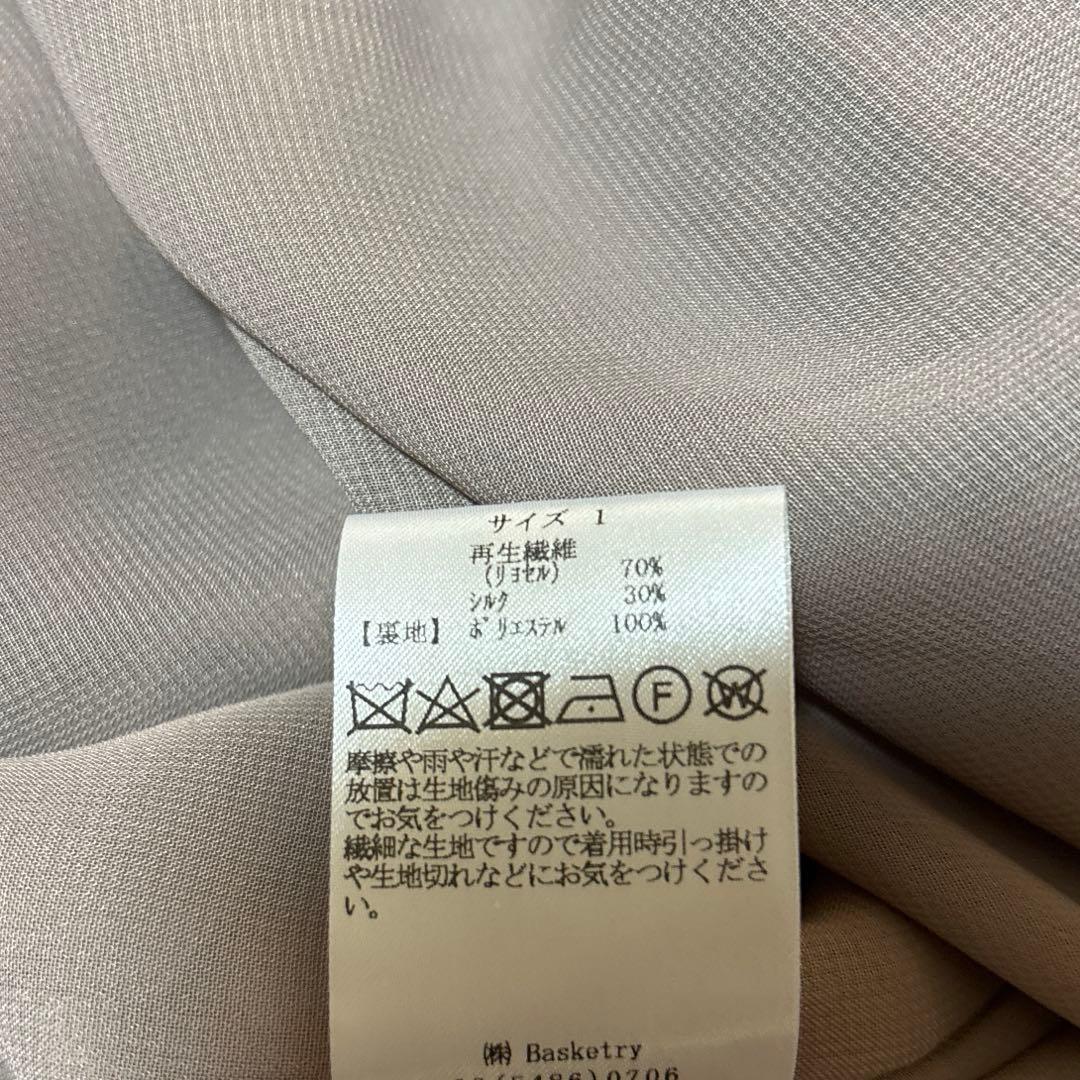 サイズ 1
再生繊維
(リヨセル) 70%
シルク 30%
【裏地】 ポリエステル 100%
F W
摩擦や雨や汗などで濡れた状態での
放置は生地傷みの原因になりますの
でお気をつけください。
繊細な生地ですので着用時引っ掛け
や生地切れなどにお気をつけくださ
い。
㈱ Basketry
(5486)0706